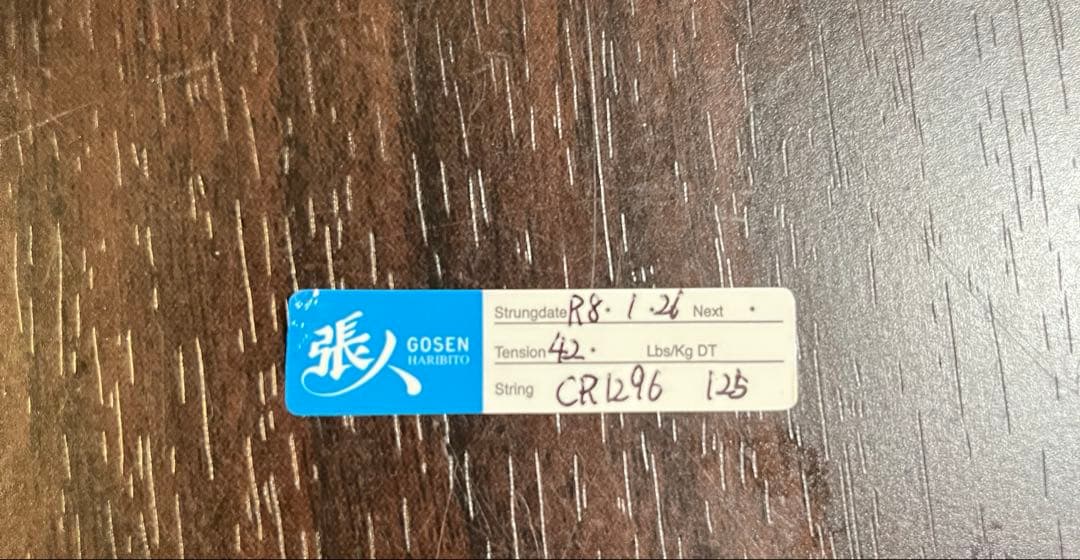 張人 GOSEN
HARIBITO
Strungdate R8・1・26 Next ・
Tension 42・ Lbs/Kg DT
String CR1296 125